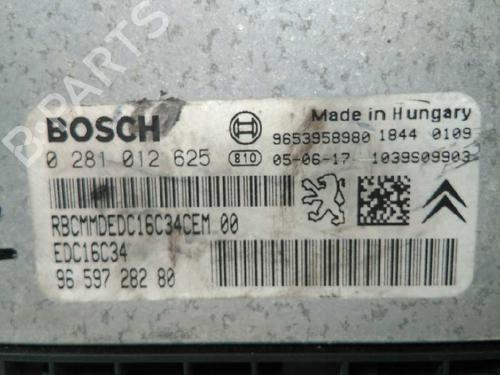 BOSCH
Made in Hungary
9653958980 1844 0109
0 281 012 625 810 05-06-17 1039S09903
RBCMMDEDC16C34CEM 00
EDC16C34
96 597 282 80